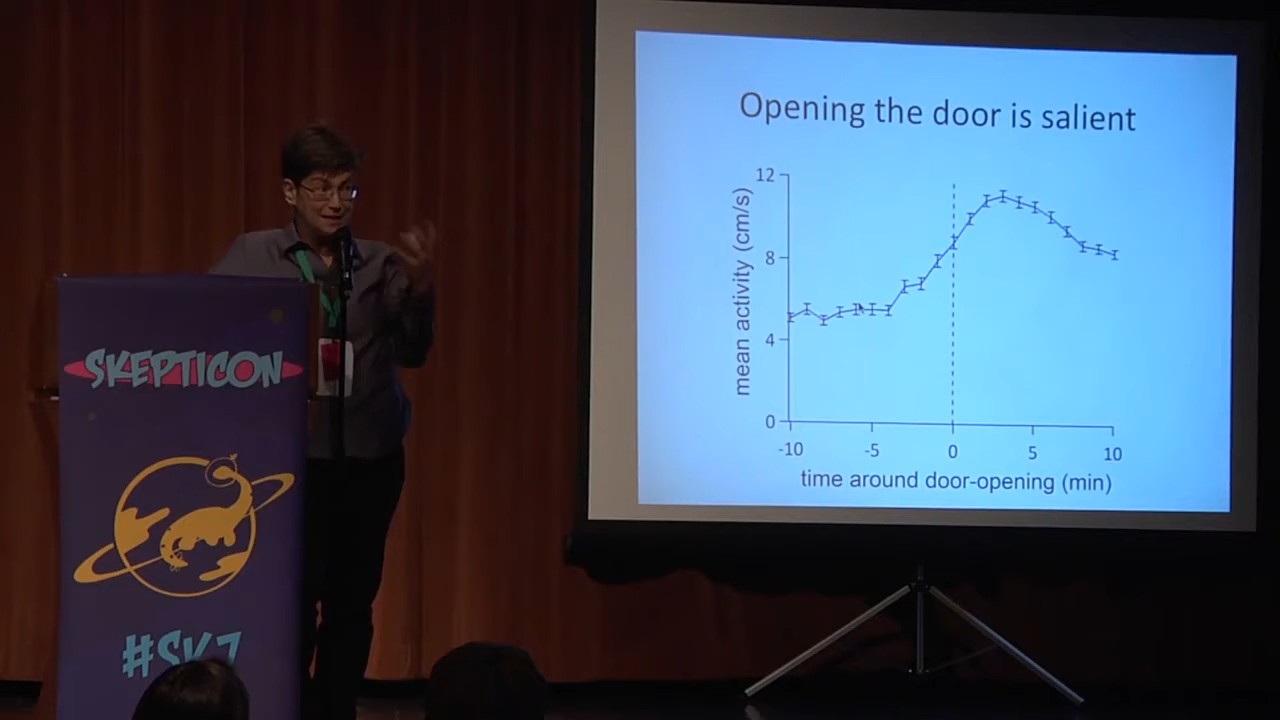 Opening the door is salient
12
8
4
0
mean activity (cm/s)
-10 -5 0 5 10
time around door-opening (min)
SKEPTICON
#SK7